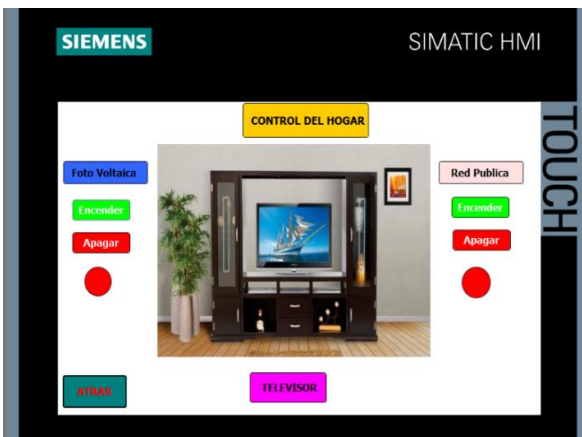 SIEMENS
SIMATIC HMI
TOUCH
CONTROL DEL HOGAR
Foto Voltaica
Encender
Apagar
Red Publica
Encender
Apagar
ATRAS
TELEVISOR